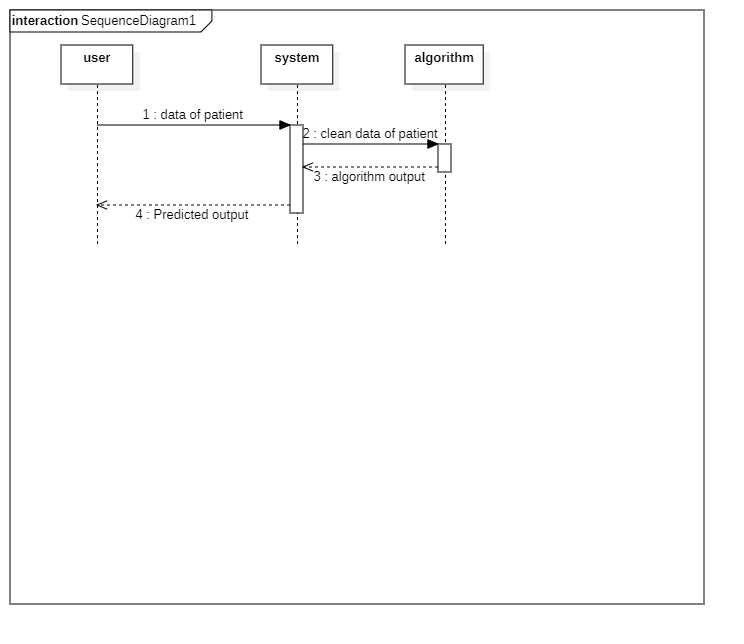 interaction SequenceDiagram1
user
system
algorithm
1 : data of patient
2 : clean data of patient
3 : algorithm output
4 : Predicted output